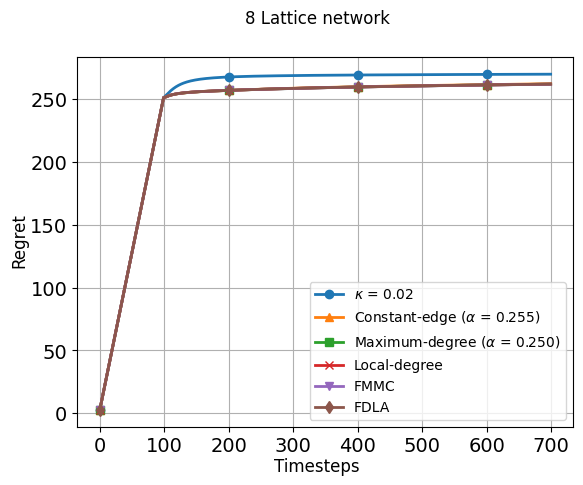 8 Lattice network
Regret
250
200
150
100
50
0
κ = 0.02
Constant-edge (α = 0.255)
Maximum-degree (α = 0.250)
Local-degree
FMMC
FDLA
0 100 200 300 400 500 600 700
Timesteps